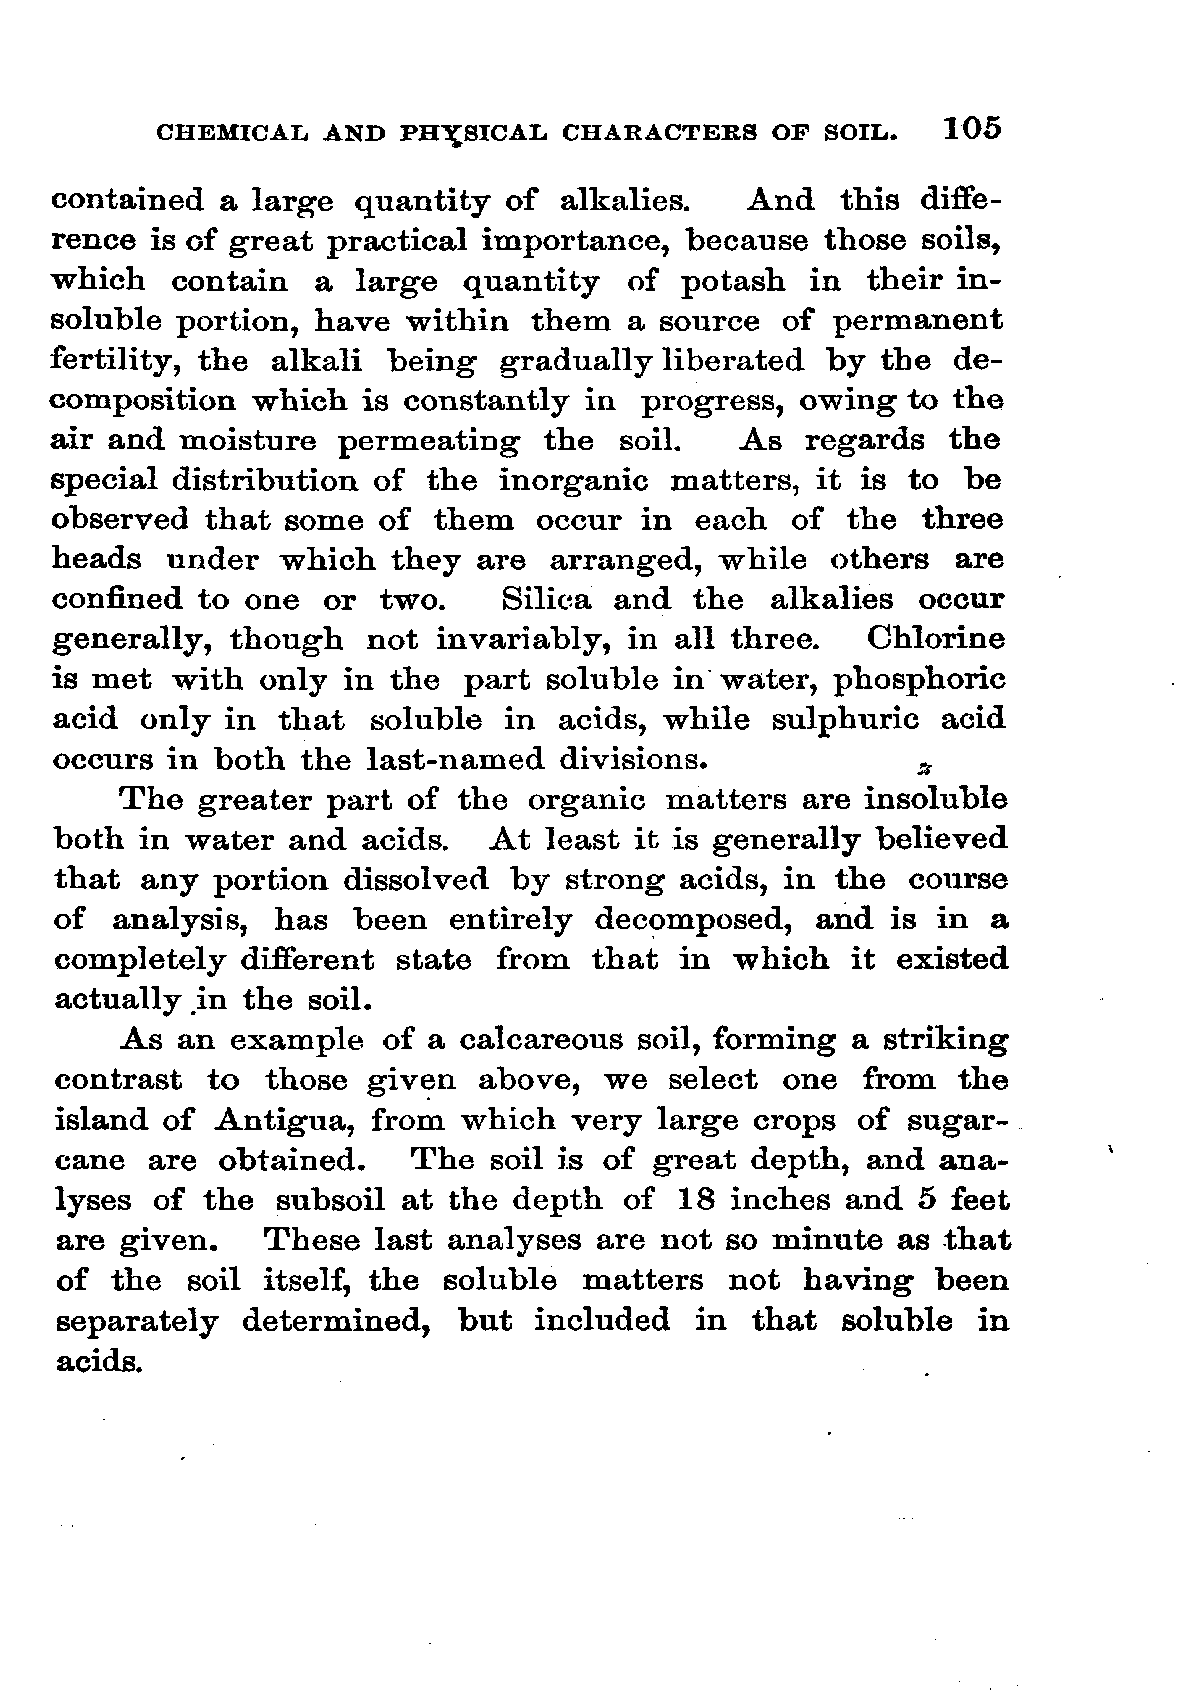 CHEMICAL AND PHYSICAL CHARACTERS OF SOIL. 105
contained a large quantity of alkalies. And this diffe-
rence is of great practical importance, because those soils,
which contain a large quantity of potash in their in-
soluble portion, have within them a source of permanent
fertility, the alkali being gradually liberated by the de-
composition which is constantly in progress, owing to the
air and moisture permeating the soil. As regards the
special distribution of the inorganic matters, it is to be
observed that some of them occur in each of the three
heads under which they are arranged, while others are
confined to one or two. Silica and the alkalies occur
generally, though not invariably, in all three. Chlorine
is met with only in the part soluble in water, phosphoric
acid only in that soluble in acids, while sulphuric acid
occurs in both the last-named divisions.
The greater part of the organic matters are insoluble
both in water and acids. At least it is generally believed
that any portion dissolved by strong acids, in the course
of analysis, has been entirely decomposed, and is in a
completely different state from that in which it existed
actually in the soil.
As an example of a calcareous soil, forming a striking
contrast to those given above, we select one from the
island of Antigua, from which very large crops of sugar-
cane are obtained. The soil is of great depth, and ana-
lyses of the subsoil at the depth of 18 inches and 5 feet
are given. These last analyses are not so minute as that
of the soil itself, the soluble matters not having been
separately determined, but included in that soluble in
acids.